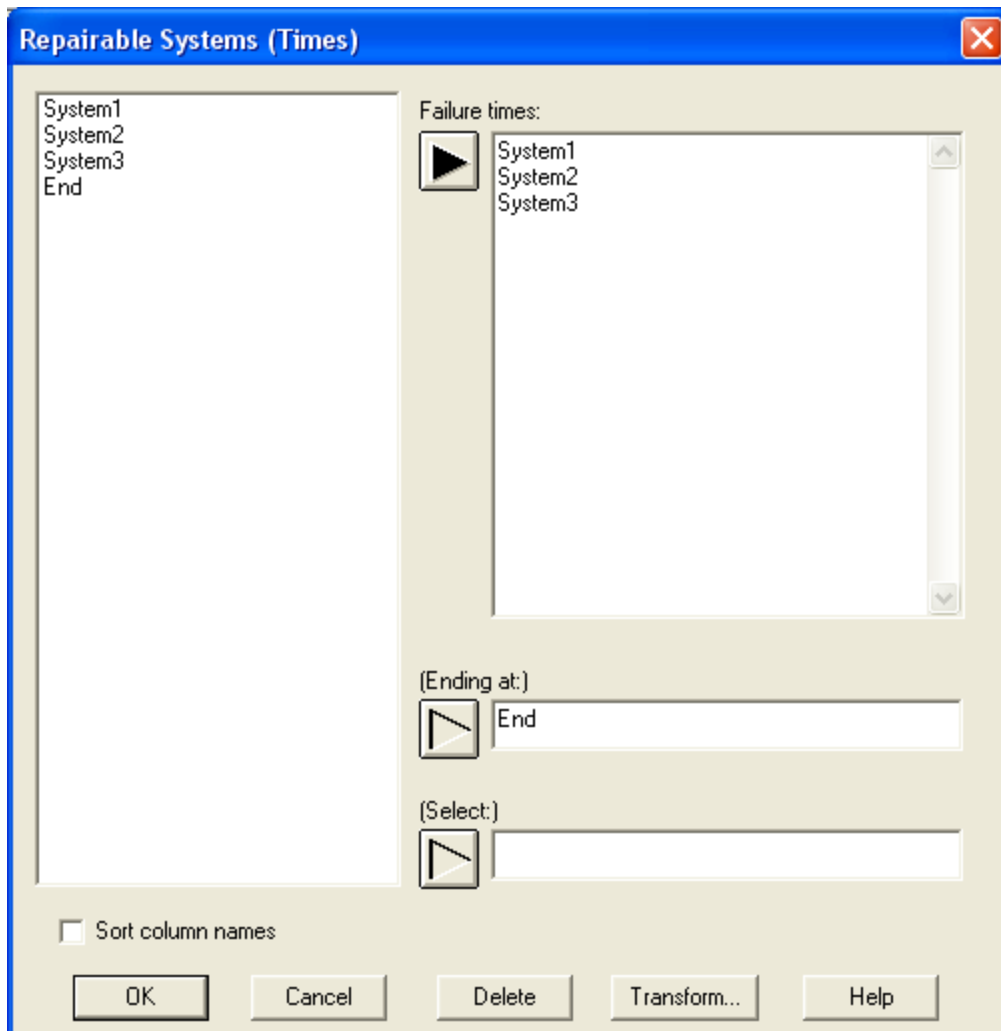 Repairable Systems (Times)
System1
System2
System3
End
Failure times:
System1
System2
System3
(Ending at:)
End
(Select:)
Sort column names
OK
Cancel
Delete
Transform...
Help